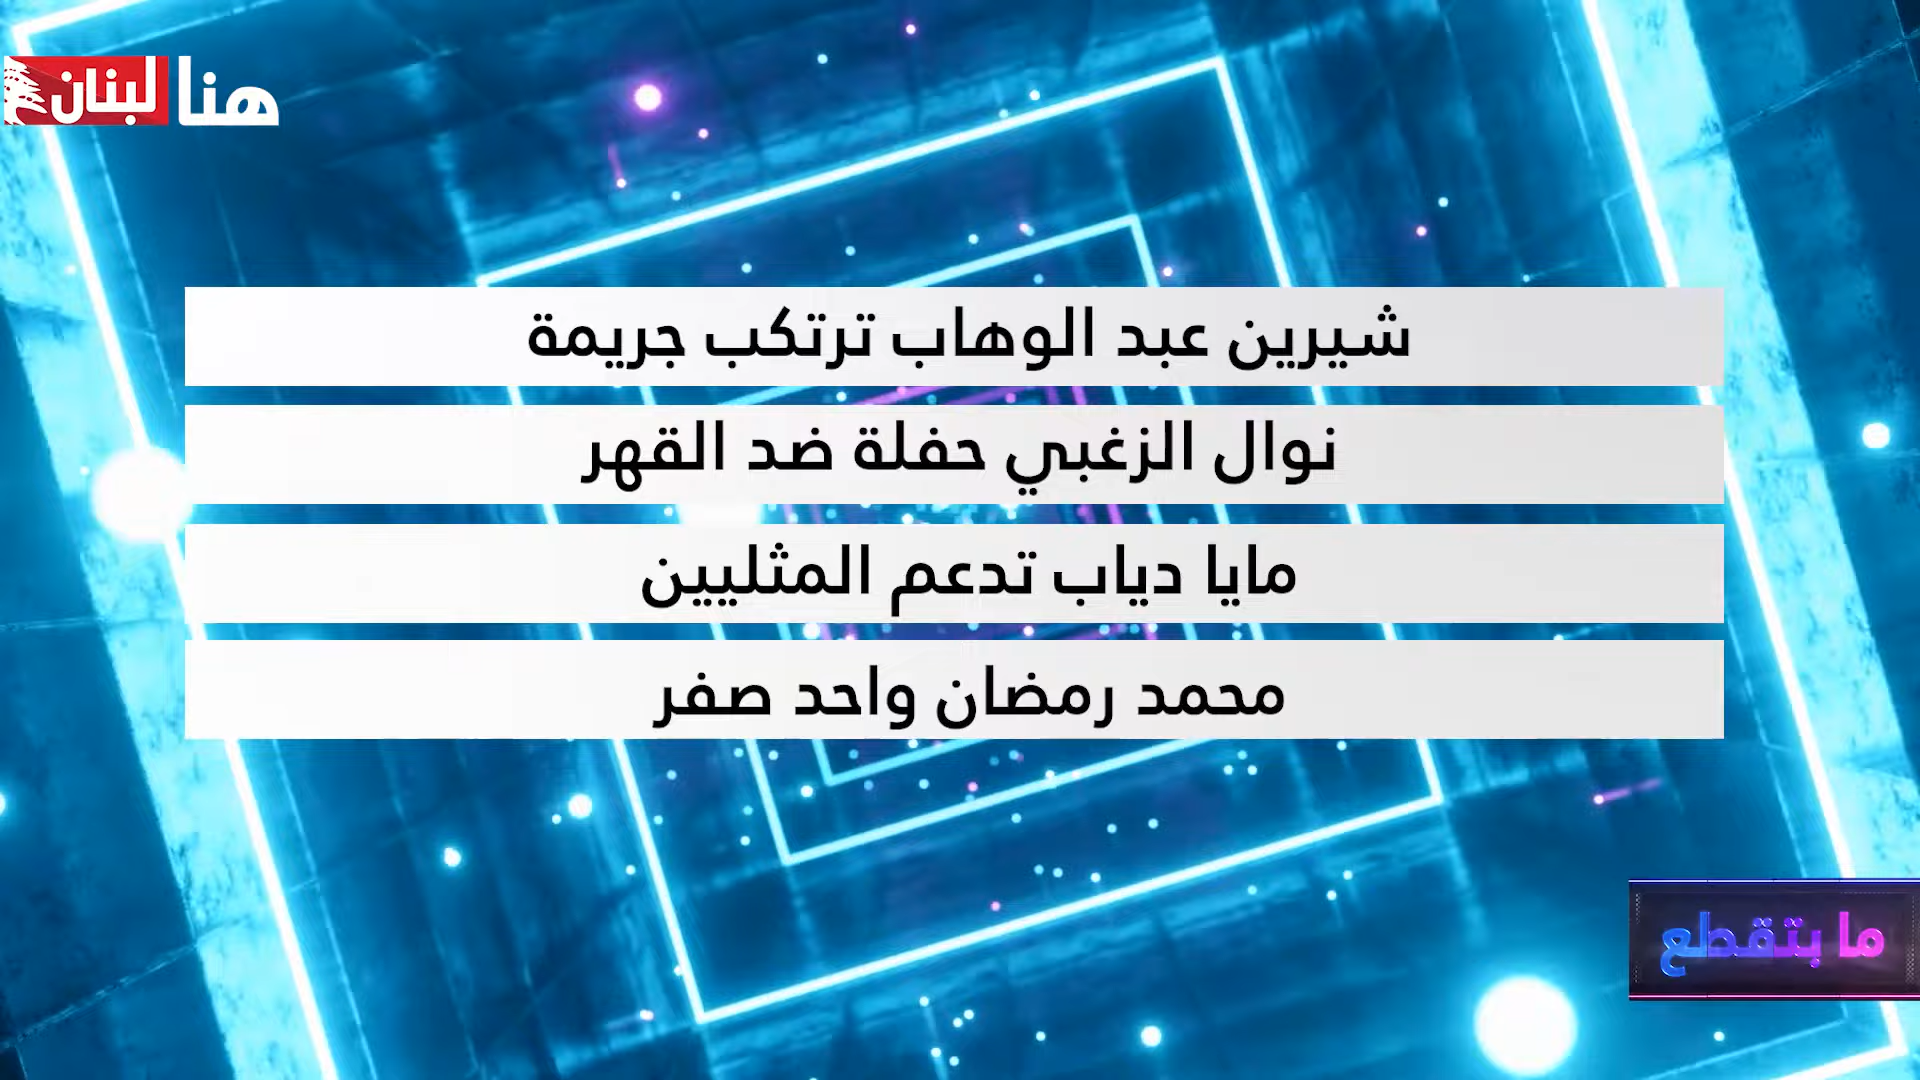 هنا لبنان
شيرين عبد الوهاب ترتكب جريمة
نوال الزغبي حفلة ضد القهر
مايا دياب تدعم المثليين
محمد رمضان واحد صفر
ما بتقطع